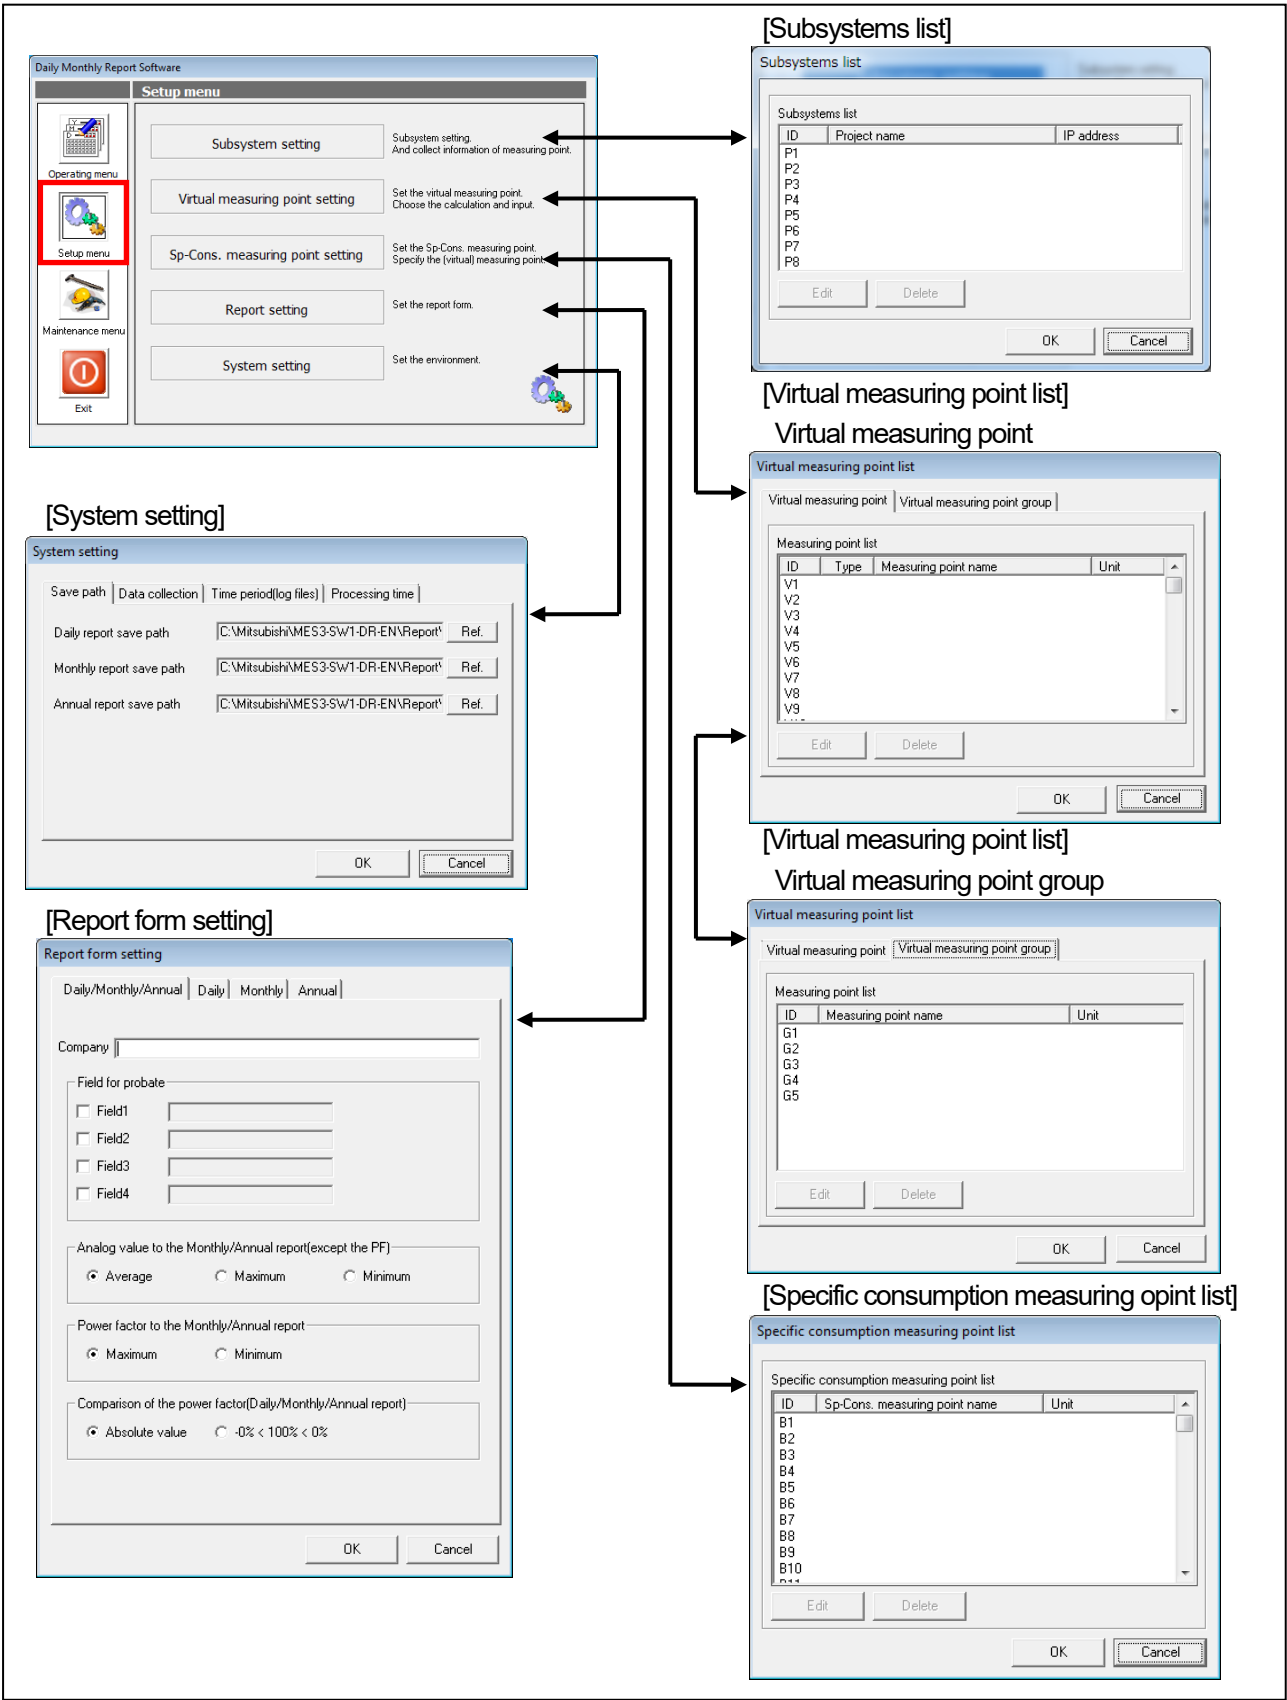 [Subsystems list]
Daily Monthly Report Software
Setup menu
Operating menu
Setup menu
Maintenance menu
Exit
Subsystem setting
Subsystem setting.
And collect information of measuring point.
Virtual measuring point setting
Set the virtual measuring point.
Choose the calculation and input.
Sp-Cons. measuring point setting
Set the Sp-Cons. measuring point.
Specify the (virtual) measuring point.
Report setting
Set the report form.
System setting
Set the environment.
Subsystems list
Subsystems list
ID Project name IP address
P1
P2
P3
P4
P5
P6
P7
P8
Edit Delete
OK Cancel
[Virtual measuring point list]
Virtual measuring point
Virtual measuring point list
Virtual measuring point Virtual measuring point group
Measuring point list
ID Type Measuring point name Unit
V1
V2
V3
V4
V5
V6
V7
V8
V9
Edit Delete
OK Cancel
[System setting]
System setting
Save path Data collection Time period(log files) Processing time
Daily report save path C:\Mitsubishi\MES3-SW1-DR-EN\Report\ Ref.
Monthly report save path C:\Mitsubishi\MES3-SW1-DR-EN\Report\ Ref.
Annual report save path C:\Mitsubishi\MES3-SW1-DR-EN\Report\ Ref.
OK Cancel
[Virtual measuring point list]
Virtual measuring point group
Virtual measuring point list
Virtual measuring point Virtual measuring point group
Measuring point list
ID Measuring point name Unit
G1
G2
G3
G4
G5
Edit Delete
OK Cancel
[Report form setting]
Report form setting
Daily/Monthly/Annual Daily Monthly Annual
Company
Field for probate
Field1
Field2
Field3
Field4
Analog value to the Monthly/Annual report(except the PF)
Average Maximum Minimum
Power factor to the Monthly/Annual report
Maximum Minimum
Comparison of the power factor(Daily/Monthly/Annual report)
Absolute value -0% < 100% < 0%
OK Cancel
[Specific consumption measuring opint list]
Specific consumption measuring point list
Specific consumption measuring point list
ID Sp-Cons. measuring point name Unit
B1
B2
B3
B4
B5
B6
B7
B8
B9
B10
Edit Delete
OK Cancel